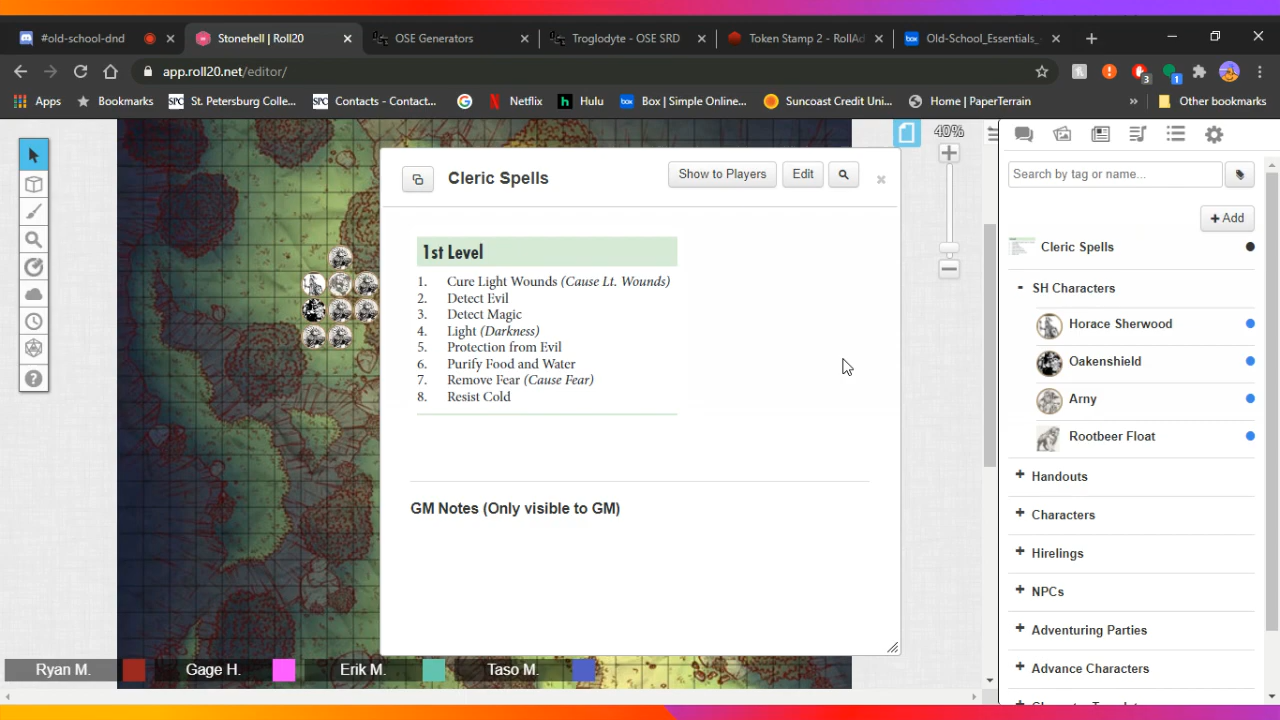 #old-school-dnd
Stonehell | Roll20
OSE Generators
Troglodyte - OSE SRD
Token Stamp 2 - RollAd
Old-School_Essentials_
app.roll20.net/editor/
3
1
Apps
Bookmarks
St. Petersburg Colle...
Contacts - Contact...
Netflix
Hulu
Box | Simple Onlin...
Suncoast Credit Uni...
Home | PaperTerrain
»
Other bookmarks
40%
Cleric Spells
Show to Players
Edit
1st Level
1. Cure Light Wounds (Cause Lt. Wounds)
2. Detect Evil
3. Detect Magic
4. Light (Darkness)
5. Protection from Evil
6. Purify Food and Water
7. Remove Fear (Cause Fear)
8. Resist Cold
GM Notes (Only visible to GM)
Search by tag or name...
+ Add
Cleric Spells
- SH Characters
Horace Sherwood
Oakenshield
Arny
Rootbeer Float
+ Handouts
+ Characters
+ Hirelings
+ NPCs
+ Adventuring Parties
+ Advance Characters
Ryan M.
Gage H.
Erik M.
Taso M.